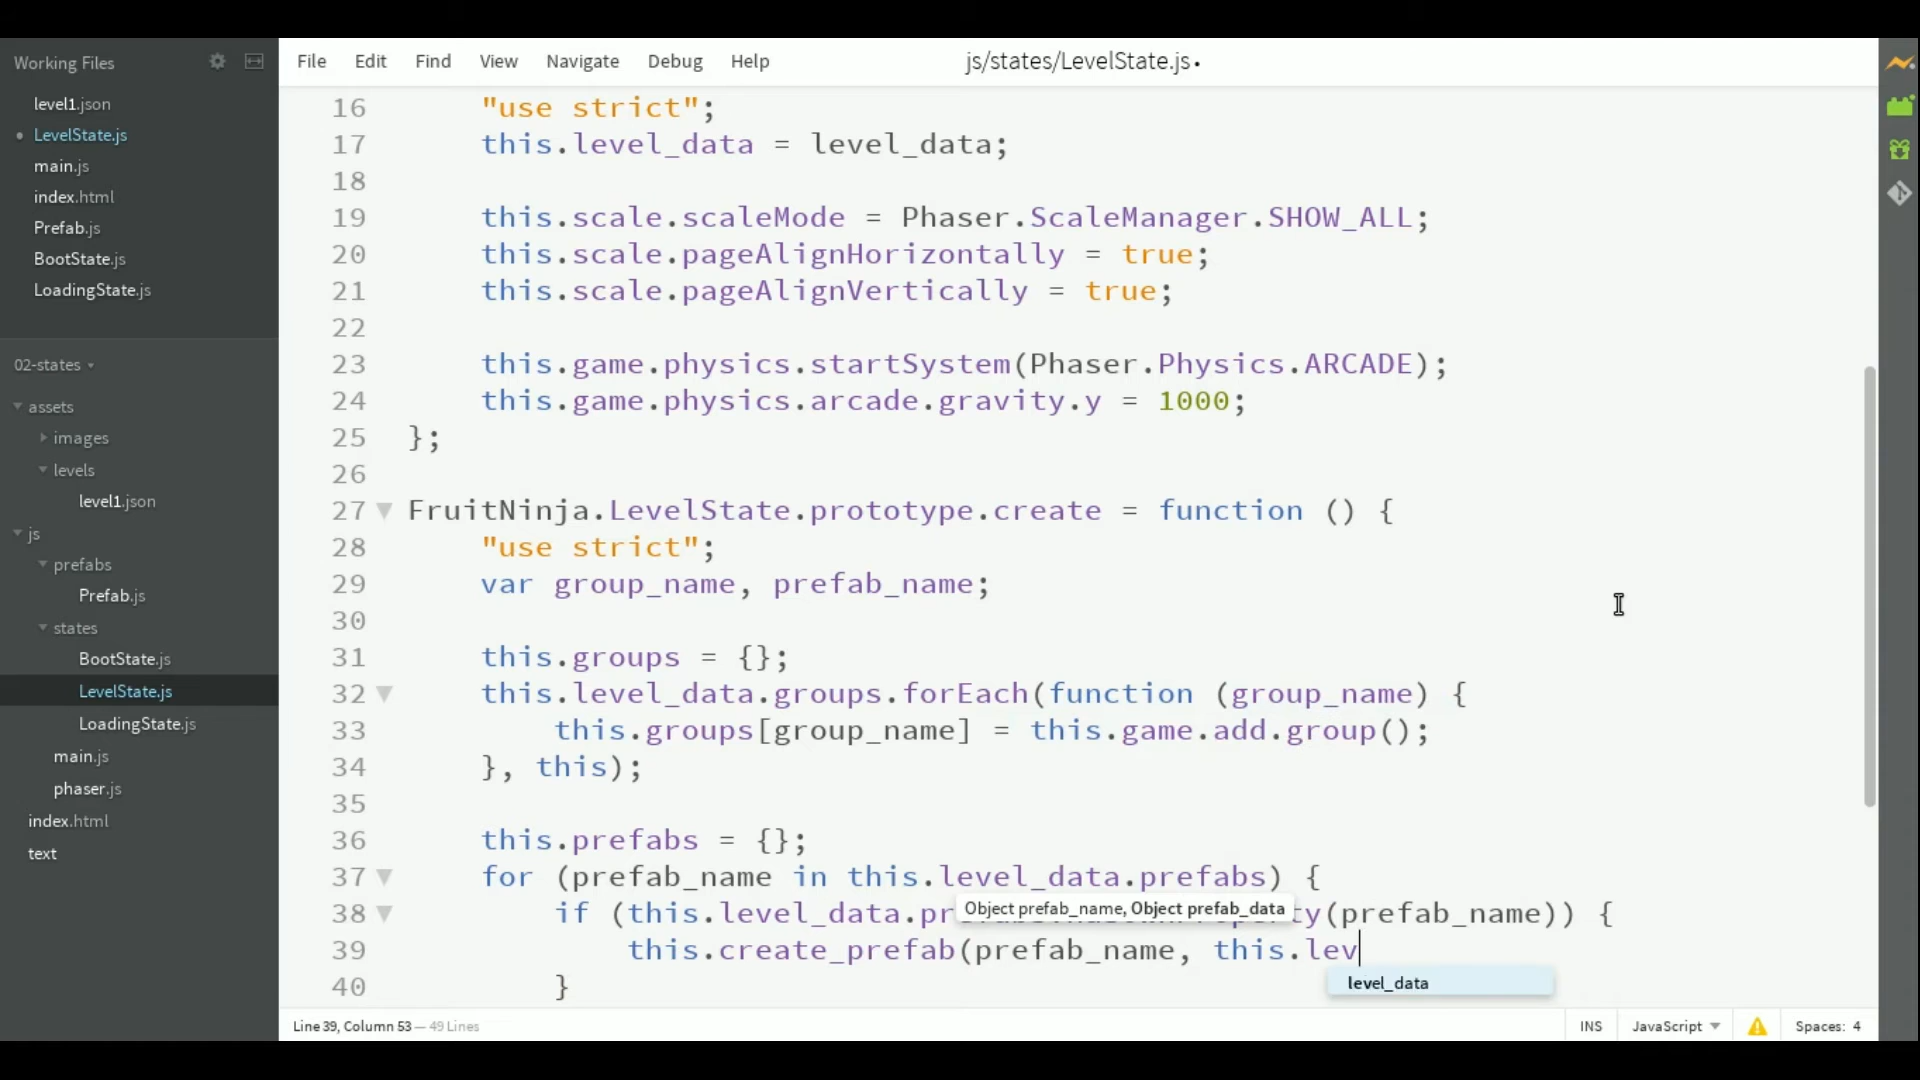 Working Files
level1.json
• LevelState.js
main.js
index.html
Prefab.js
BootState.js
LoadingState.js
02-states
assets
images
levels
level1.json
js
prefabs
Prefab.js
states
BootState.js
LevelState.js
LoadingState.js
main.js
phaser.js
index.html
text
File Edit Find View Navigate Debug Help
js/states/LevelState.js •
16 "use strict";
17 this.level_data = level_data;
18
19 this.scale.scaleMode = Phaser.ScaleManager.SHOW_ALL;
20 this.scale.pageAlignHorizontally = true;
21 this.scale.pageAlignVertically = true;
22
23 this.game.physics.startSystem(Phaser.Physics.ARCADE);
24 this.game.physics.arcade.gravity.y = 1000;
25 };
26
27 FruitNinja.LevelState.prototype.create = function () {
28 "use strict";
29 var group_name, prefab_name;
30
31 this.groups = {};
32 this.level_data.groups.forEach(function (group_name) {
33 this.groups[group_name] = this.game.add.group();
34 }, this);
35
36 this.prefabs = {};
37 for (prefab_name in this.level_data.prefabs) {
Object prefab_name, Object prefab_data
38 if (this.level_data.pr ty(prefab_name)) {
39 this.create_prefab(prefab_name, this.lev
level_data
40 }
Line 39, Column 53 — 49 Lines
INS JavaScript Spaces: 4